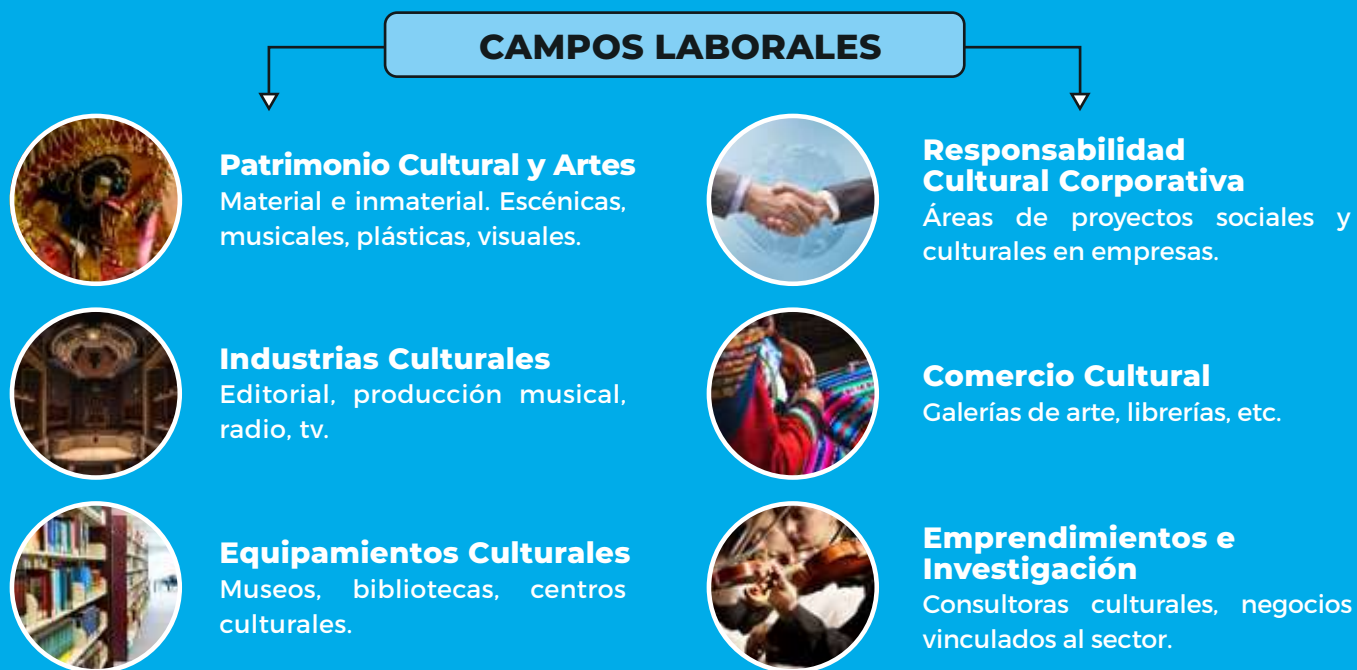 CAMPOS LABORALES
Patrimonio Cultural y Artes
Material e inmaterial. Escénicas,
musicales, plásticas, visuales.
Industrias Culturales
Editorial, producción musical,
radio, tv.
Equipamientos Culturales
Museos, bibliotecas, centros
culturales.
Responsabilidad
Cultural Corporativa
Áreas de proyectos sociales y
culturales en empresas.
Comercio Cultural
Galerías de arte, librerías, etc.
Emprendimientos e
Investigación
Consultoras culturales, negocios
vinculados al sector.